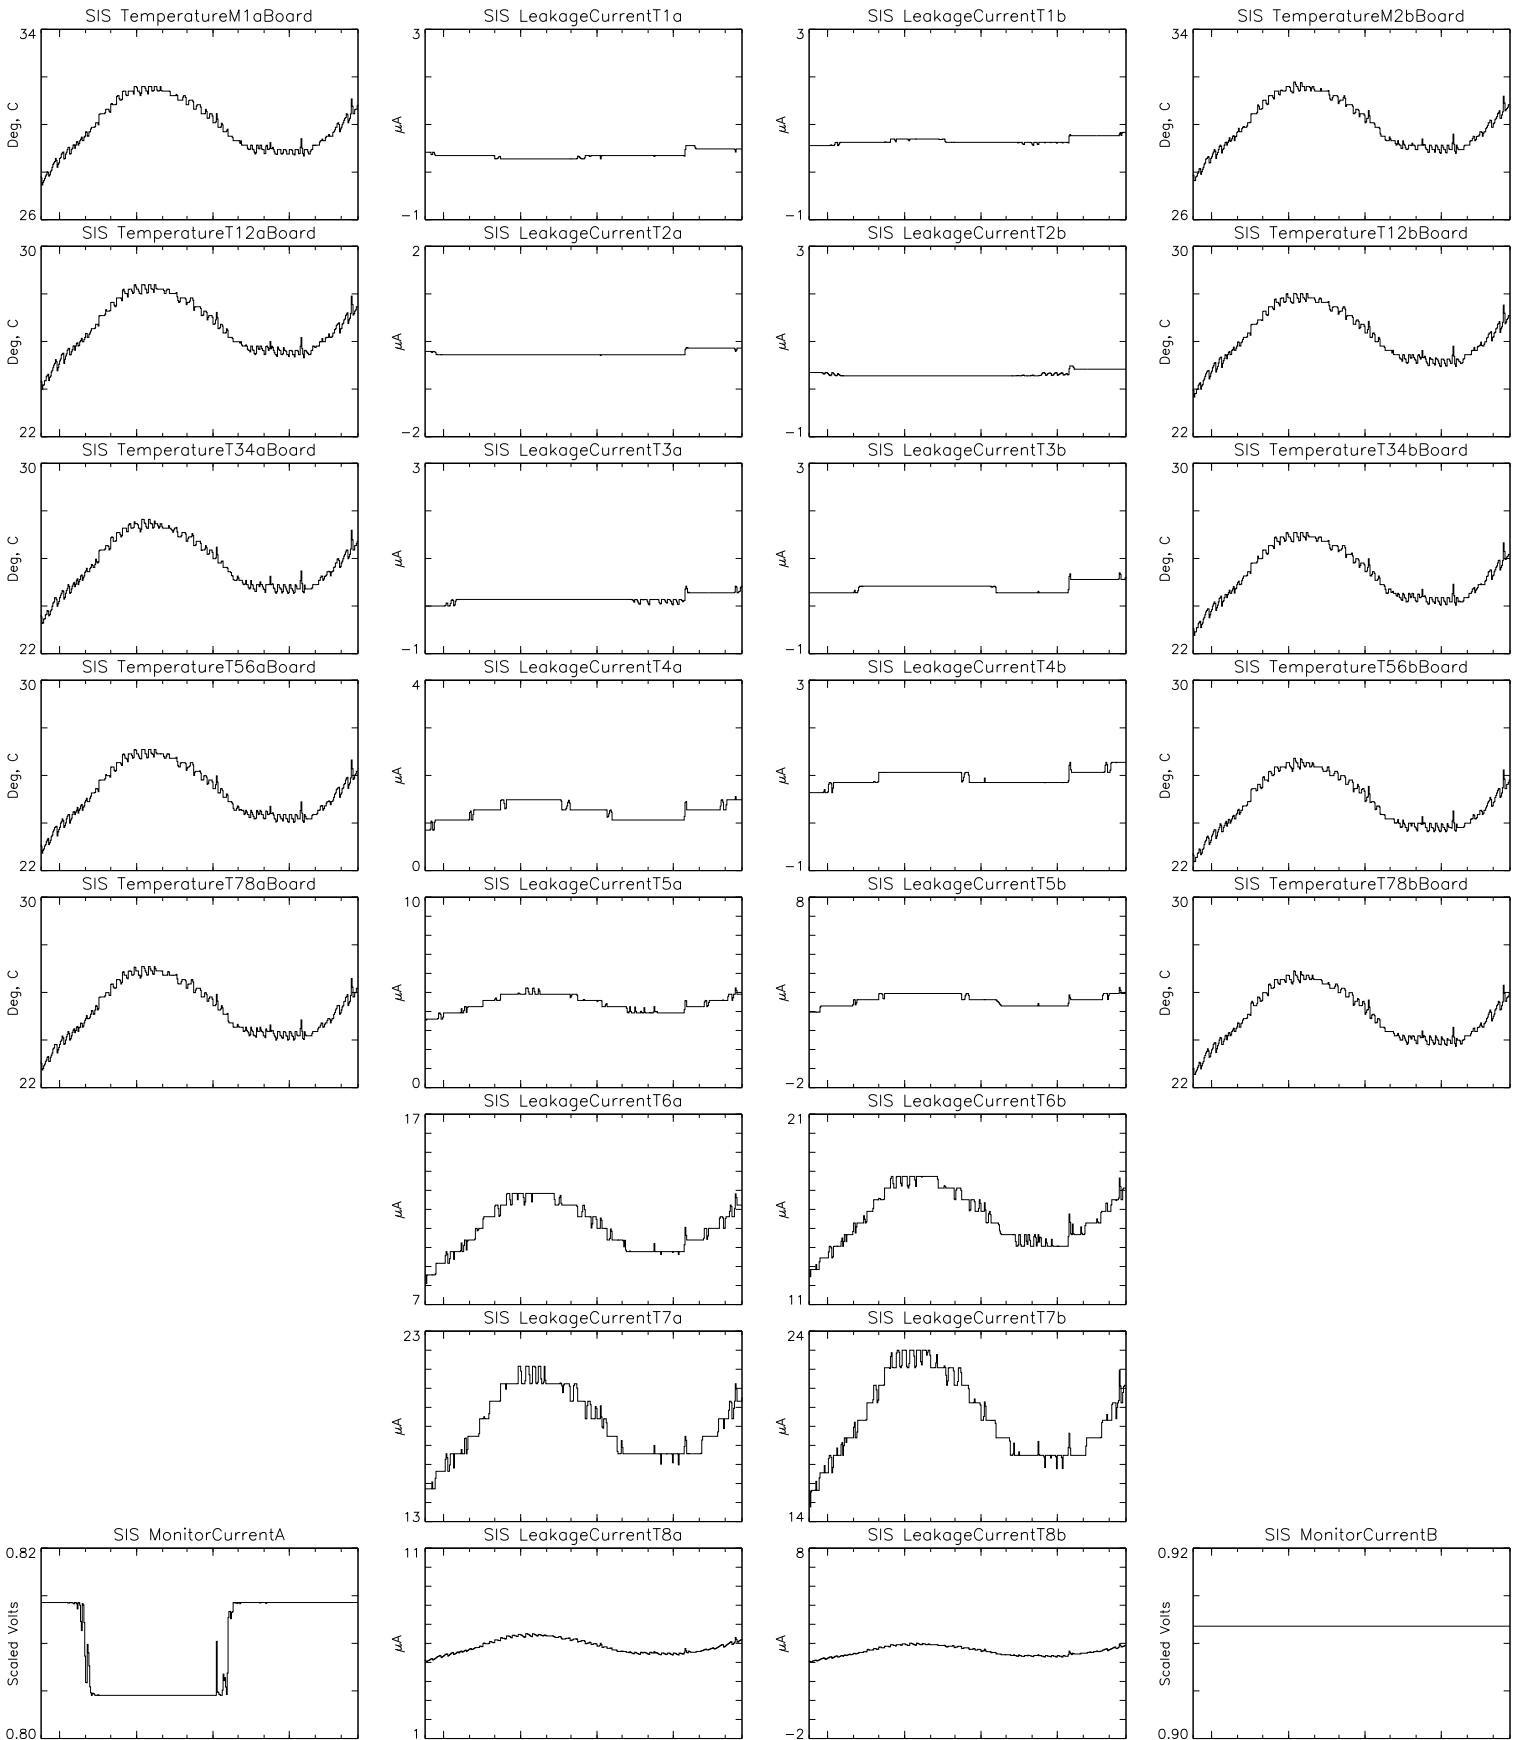 SIS TemperatureM1aBoard
34
Deg, C
26
SIS LeakageCurrentT1a
3
µA
−1
SIS LeakageCurrentT1b
3
µA
−1
SIS TemperatureM2bBoard
34
Deg, C
26
SIS TemperatureT12aBoard
30
Deg, C
22
SIS LeakageCurrentT2a
2
µA
−2
SIS LeakageCurrentT2b
3
µA
−1
SIS TemperatureT12bBoard
30
Deg, C
22
SIS TemperatureT34aBoard
30
Deg, C
22
SIS LeakageCurrentT3a
3
µA
−1
SIS LeakageCurrentT3b
3
µA
−1
SIS TemperatureT34bBoard
30
Deg, C
22
SIS TemperatureT56aBoard
30
Deg, C
22
SIS LeakageCurrentT4a
4
µA
0
SIS LeakageCurrentT4b
3
µA
−1
SIS TemperatureT56bBoard
30
Deg, C
22
SIS TemperatureT78aBoard
30
Deg, C
22
SIS LeakageCurrentT5a
10
µA
0
SIS LeakageCurrentT5b
8
µA
−2
SIS TemperatureT78bBoard
30
Deg, C
22
SIS LeakageCurrentT6a
17
µA
7
SIS LeakageCurrentT6b
21
µA
11
SIS LeakageCurrentT7a
23
µA
13
SIS LeakageCurrentT7b
24
µA
14
SIS MonitorCurrentA
0.82
Scaled Volts
0.80
SIS LeakageCurrentT8a
11
µA
1
SIS LeakageCurrentT8b
8
µA
−2
SIS MonitorCurrentB
0.92
Scaled Volts
0.90